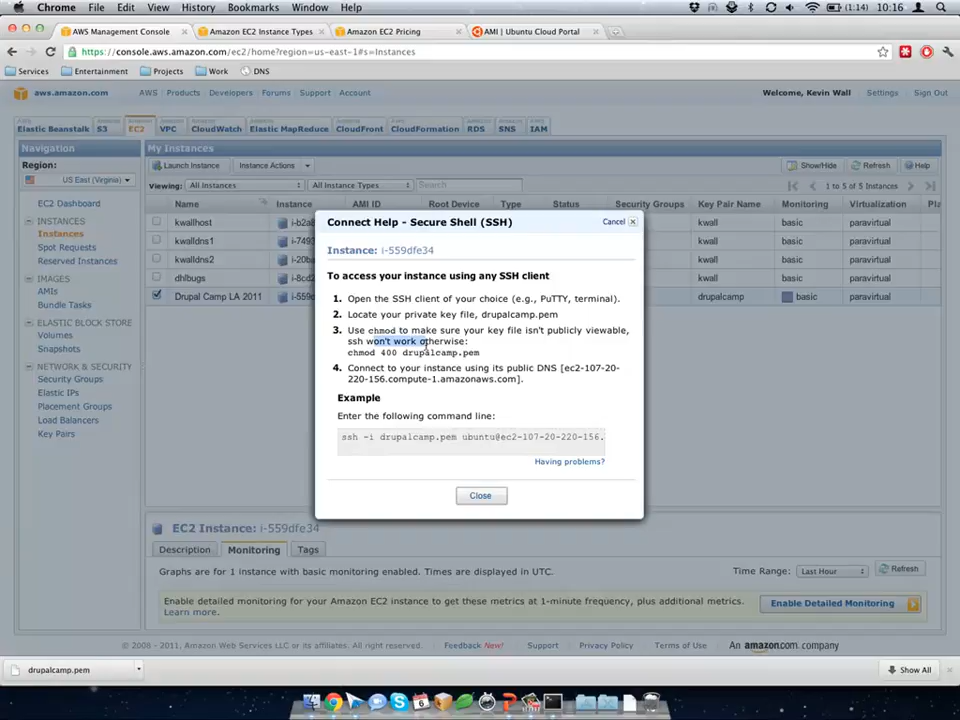 Chrome File Edit View History Bookmarks Window Help (1:14) 10:16
AWS Management Console Amazon EC2 Instance Types Amazon EC2 Pricing AMI | Ubuntu Cloud Portal
https://console.aws.amazon.com/ec2/home?region=us-east-1#s=Instances
Services Entertainment Projects Work DNS
aws.amazon.com AWS Products Developers Forums Support Account Welcome, Kevin Wall Settings Sign Out
Elastic Beanstalk S3 EC2 VPC CloudWatch Elastic MapReduce CloudFront CloudFormation RDS SNS IAM
Navigation
Region:
US East (Virginia)
EC2 Dashboard
INSTANCES
Instances
Spot Requests
Reserved Instances
IMAGES
AMIs
Bundle Tasks
ELASTIC BLOCK STORE
Volumes
Snapshots
NETWORK & SECURITY
Elastic IPs
Placement Groups
Load Balancers
Key Pairs
My Instances
Launch Instance Instance Actions Show/Hide Refresh Help
Viewing: All Instances All Instance Types Search 1 to 5 of 5 Instances
Name Instance AMI ID Root Device Type Status Security Groups Key Pair Name Monitoring Virtualization Pla
kwallhost i-b2a kwall basic paravirtual
kwalldns1 i-749 kwall basic paravirtual
kwalldns2 i-20b kwall basic paravirtual
dhlbugs i-8cd kwall basic paravirtual
Drupal Camp LA 2011 i-559 drupalcamp basic paravirtual
Connect Help - Secure Shell (SSH) Cancel
Instance: i-559dfe34
To access your instance using any SSH client
1. Open the SSH client of your choice (e.g., PuTTY, terminal).
2. Locate your private key file, drupalcamp.pem
3. Use chmod to make sure your key file isn't publicly viewable,
ssh won't work otherwise:
chmod 400 drupalcamp.pem
4. Connect to your instance using its public DNS [ec2-107-20-
220-156.compute-1.amazonaws.com].
Example
Enter the following command line:
ssh -i drupalcamp.pem ubuntu@ec2-107-20-220-156.
Having problems?
Close
EC2 Instance: i-559dfe34
Description Monitoring Tags
Graphs are for 1 instance with basic monitoring enabled. Times are displayed in UTC. Time Range: Last Hour Refresh
Enable detailed monitoring for your Amazon EC2 instance to get these metrics at 1-minute frequency, plus additional metrics. Enable Detailed Monitoring
Learn more.
© 2008 - 2011, Amazon Web Services LLC or its affiliates. All right reserved. Feedback New! Support Privacy Policy Terms of Use An amazon.com company
drupalcamp.pem Show All